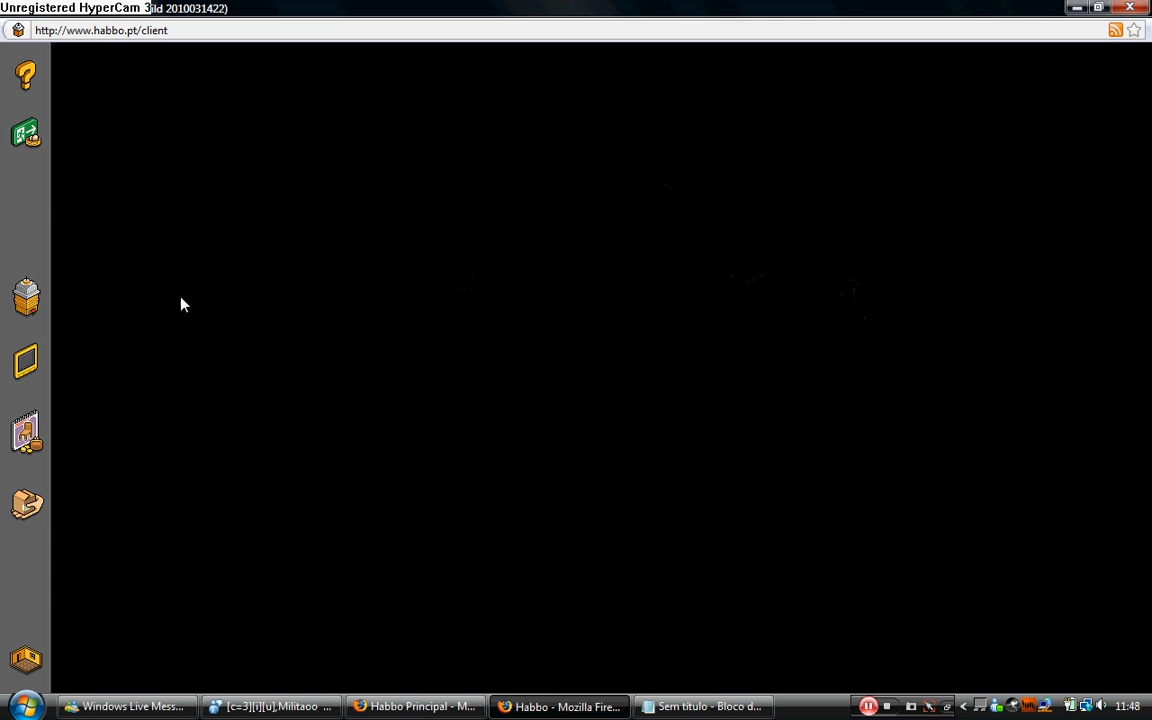 Unregistered HyperCam 3
ild 2010031422)
http://www.habbo.pt/client
Windows Live Mess...
[c=3][i][u],Militaoo ...
Habbo Principal - M...
Habbo - Mozilla Fire...
Sem título - Bloco d...
11:48